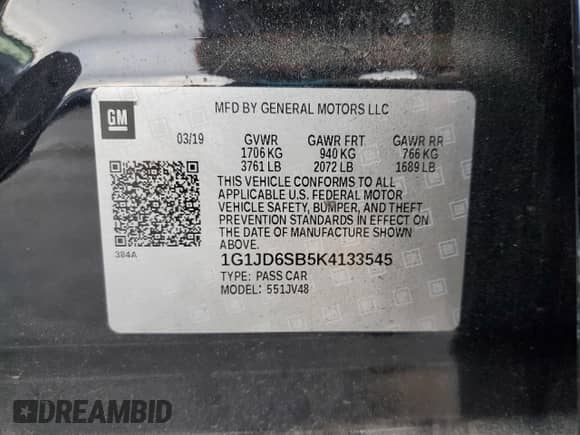 GM
MFD BY GENERAL MOTORS LLC
03/19 GVWR GAWR FRT GAWR RR
1706 KG 940 KG 766 KG
3761 LB 2072 LB 1689 LB
THIS VEHICLE CONFORMS TO ALL
APPLICABLE U.S. FEDERAL MOTOR
VEHICLE SAFETY, BUMPER, AND THEFT
PREVENTION STANDARDS IN EFFECT ON
THE DATE OF MANUFACTURE SHOWN
ABOVE.
384A
1G1JD6SB5K4133545
TYPE: PASS CAR
MODEL: 551JV48
DREAMBID